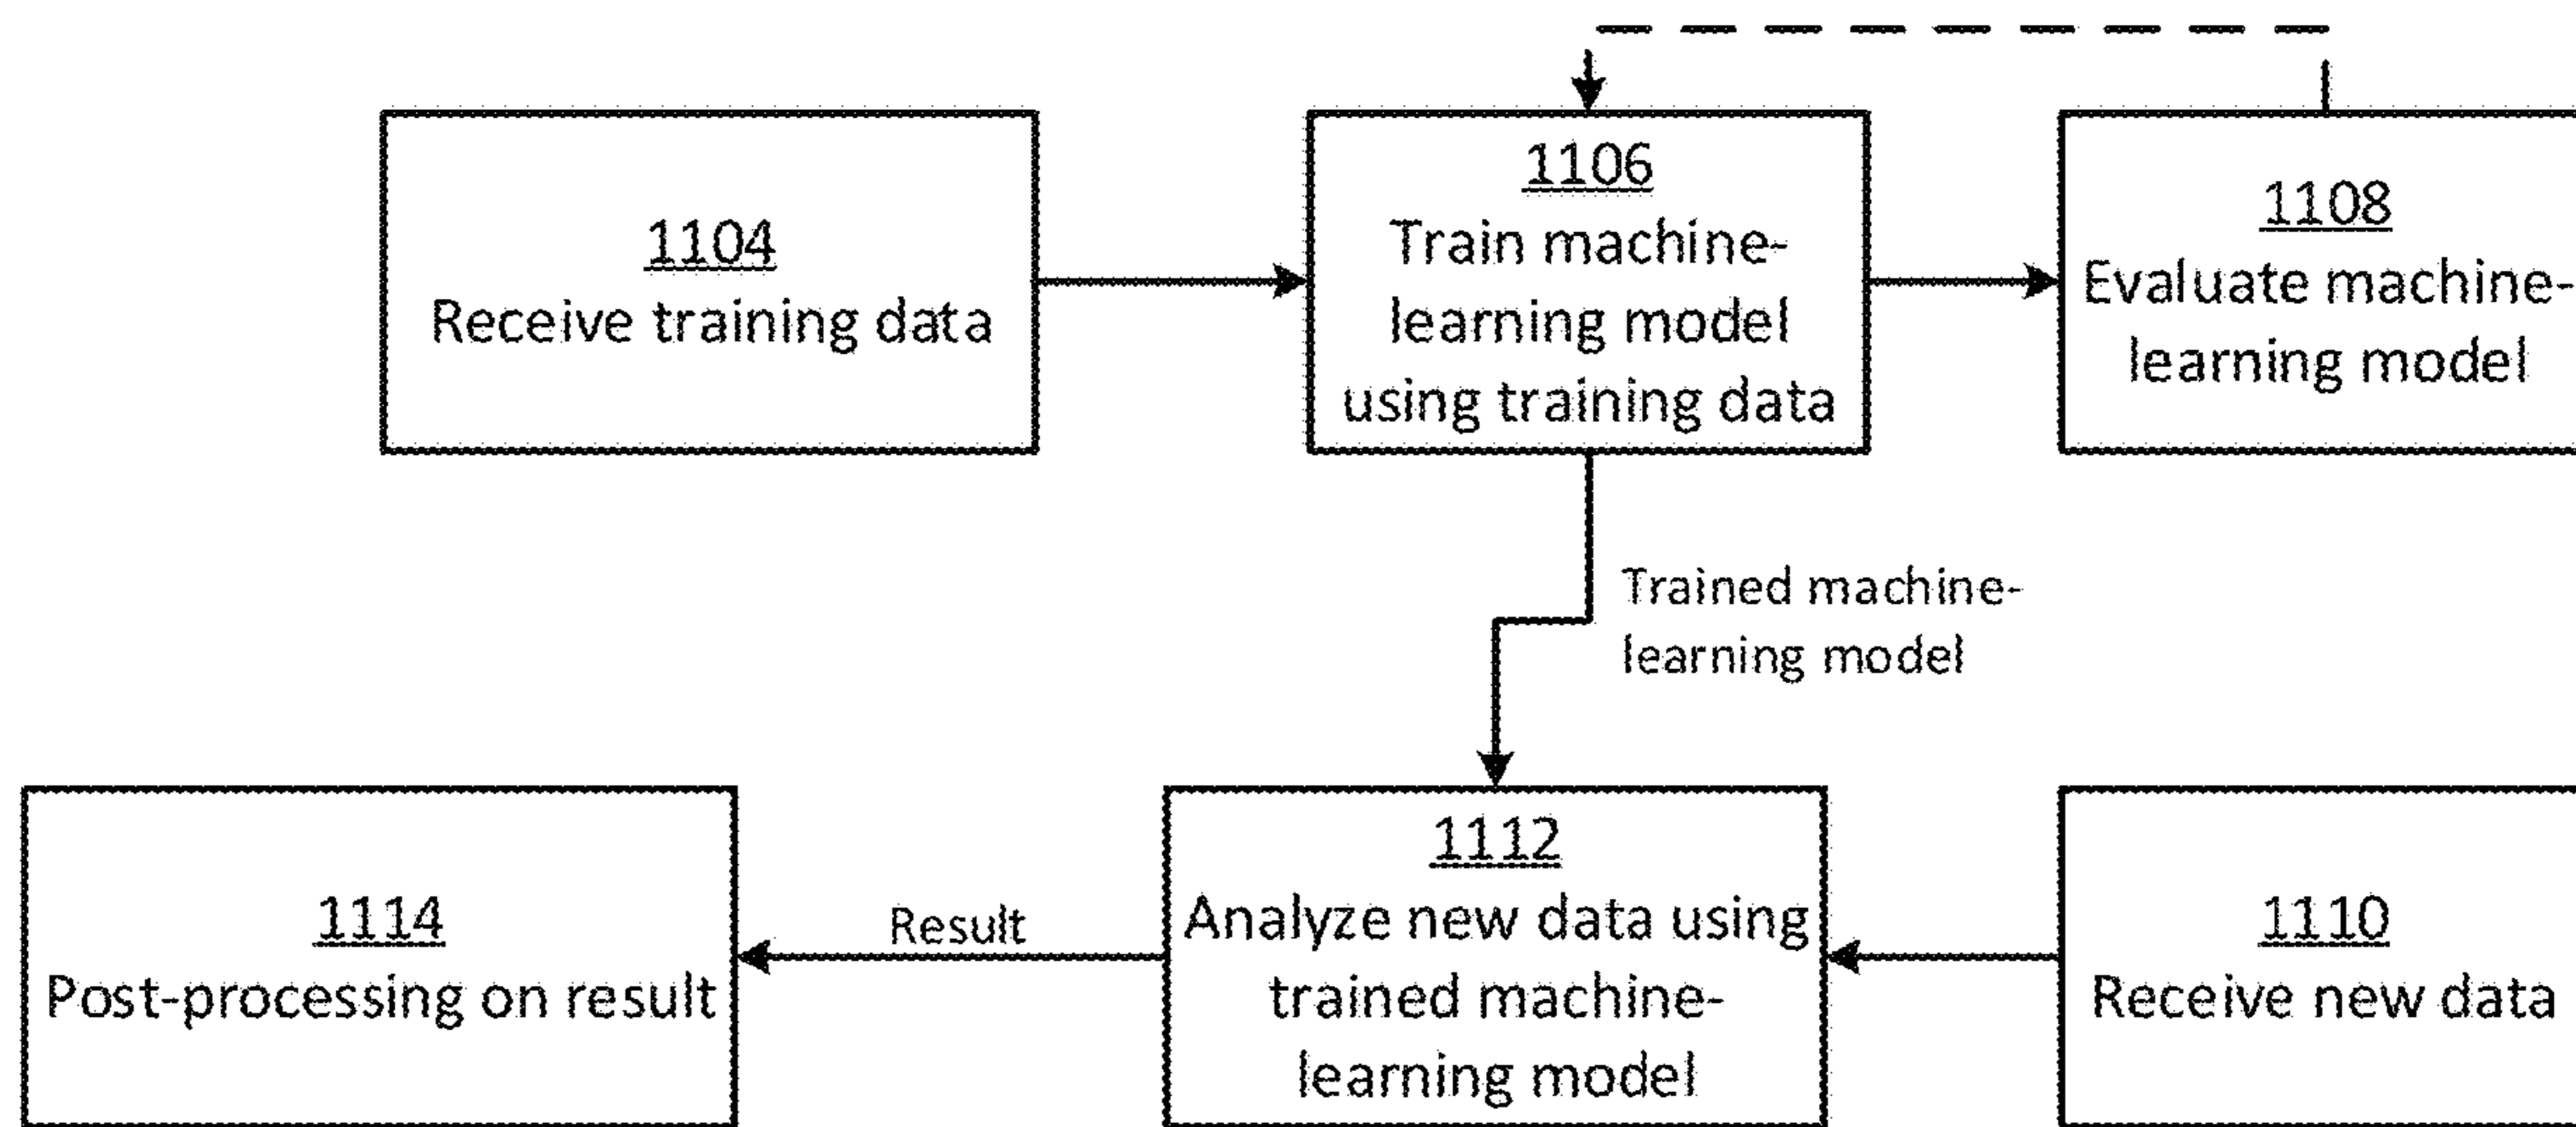 1104
Receive training data
1106
Train machine-
learning model
using training data
1108
Evaluate machine-
learning model
Trained machine-
learning model
1114
Post-processing on result
Result
1112
Analyze new data using
trained machine-
learning model
1110
Receive new data